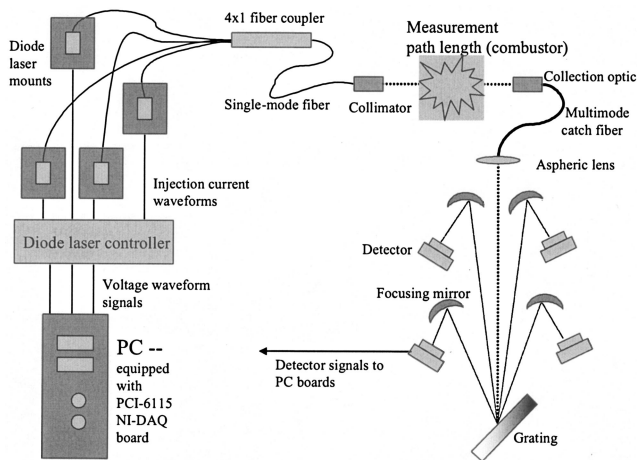 Diode
laser
mounts
4x1 fiber coupler
Measurement
path length (combustor)
Single-mode fiber
Collimator
Collection optic
Multimode
catch fiber
Aspheric lens
Injection current
waveforms
Diode laser controller
Detector
Voltage waveform
signals
Focusing mirror
PC --
equipped
with
PCI-6115
NI-DAQ
board
Detector signals to
PC boards
Grating